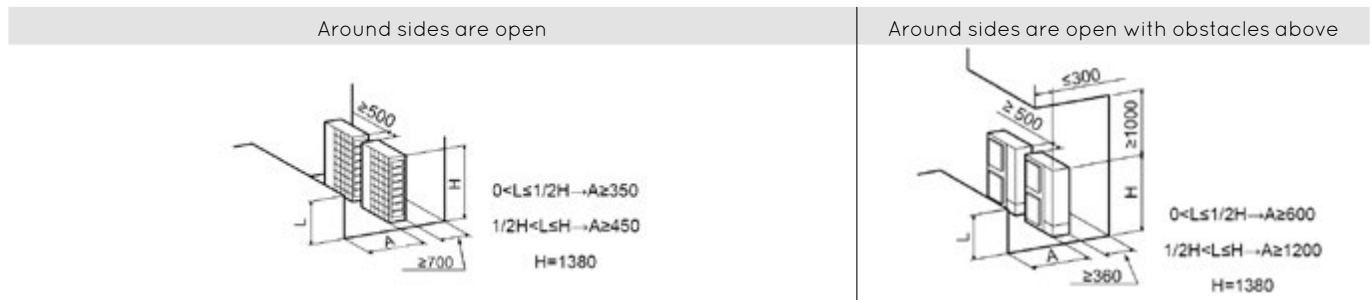 Around sides are open
≥500
H
L
A
≥700
0<L≤1/2H→A≥350
1/2H<L≤H→A≥450
H=1380
Around sides are open with obstacles above
≤300
≥ 500
≥1000
H
L
A
≥360
0<L≤1/2H→A≥600
1/2H<L≤H→A≥1200
H=1380